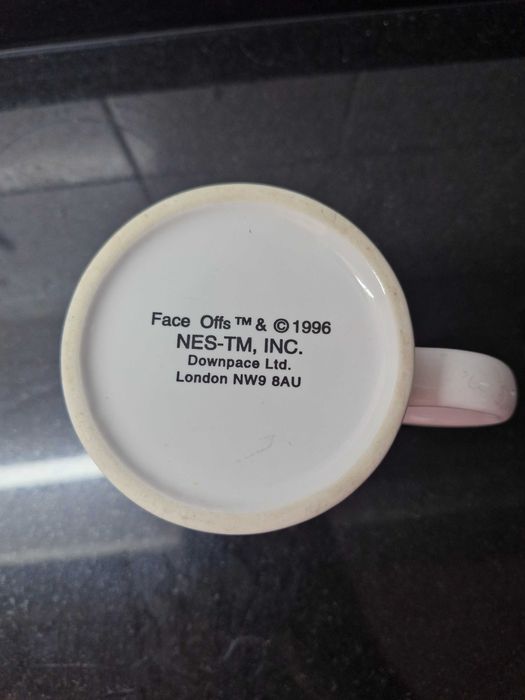 Face Offs™ & ©1996
NES-TM, INC.
Downpace Ltd.
London NW9 8AU